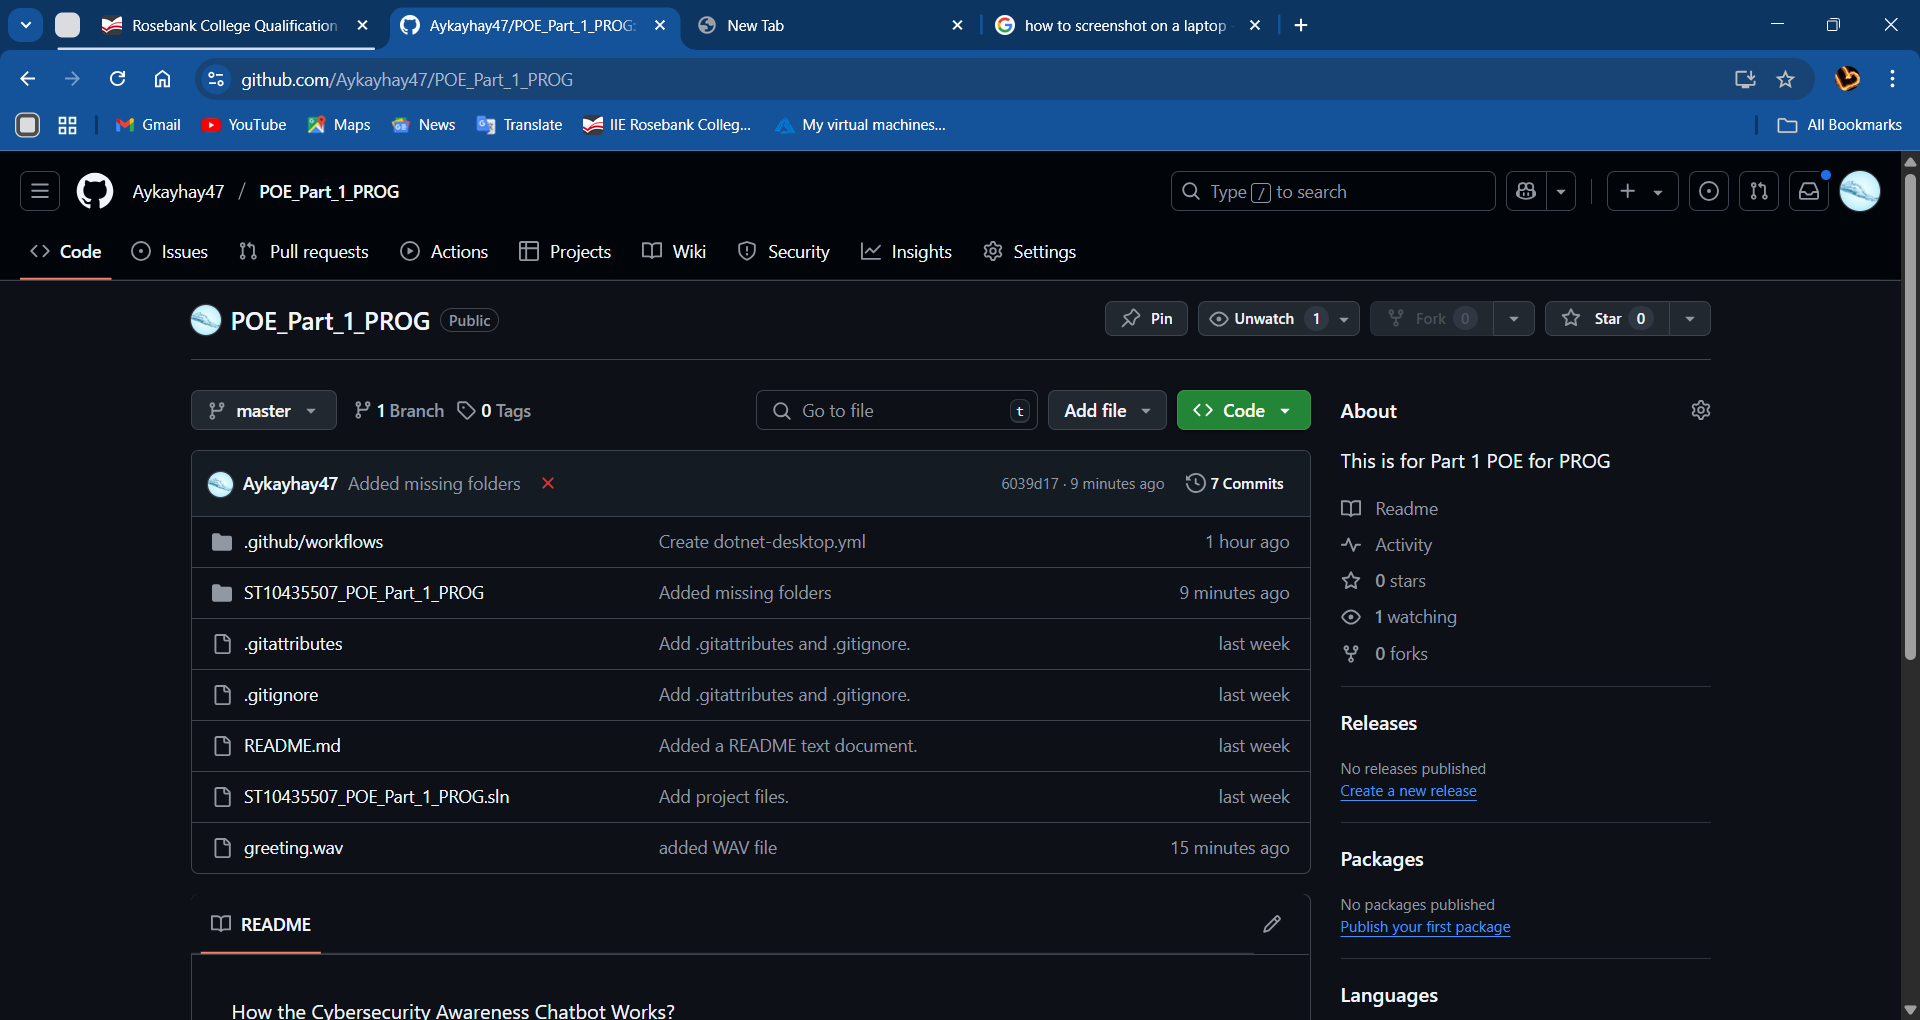 Rosebank College Qualification
Aykayhay47/POE_Part_1_PROG:
New Tab
how to screenshot on a laptop
github.com/Aykayhay47/POE_Part_1_PROG
Gmail
YouTube
Maps
News
Translate
IIE Rosebank Colleg...
My virtual machines...
All Bookmarks
Aykayhay47 / POE_Part_1_PROG
Type / to search
Code
Issues
Pull requests
Actions
Projects
Wiki
Security
Insights
Settings
POE_Part_1_PROG Public
Pin
Unwatch 1
Fork 0
Star 0
master
1 Branch
0 Tags
Go to file t
Add file
Code
Aykayhay47 Added missing folders 6039d17 · 9 minutes ago 7 Commits
.github/workflows Create dotnet-desktop.yml 1 hour ago
ST10435507_POE_Part_1_PROG Added missing folders 9 minutes ago
.gitattributes Add .gitattributes and .gitignore. last week
.gitignore Add .gitattributes and .gitignore. last week
README.md Added a README text document. last week
ST10435507_POE_Part_1_PROG.sln Add project files. last week
greeting.wav added WAV file 15 minutes ago
README
How the Cybersecurity Awareness Chatbot Works?
About
This is for Part 1 POE for PROG
Readme
Activity
0 stars
1 watching
0 forks
Releases
No releases published
Create a new release
Packages
No packages published
Publish your first package
Languages